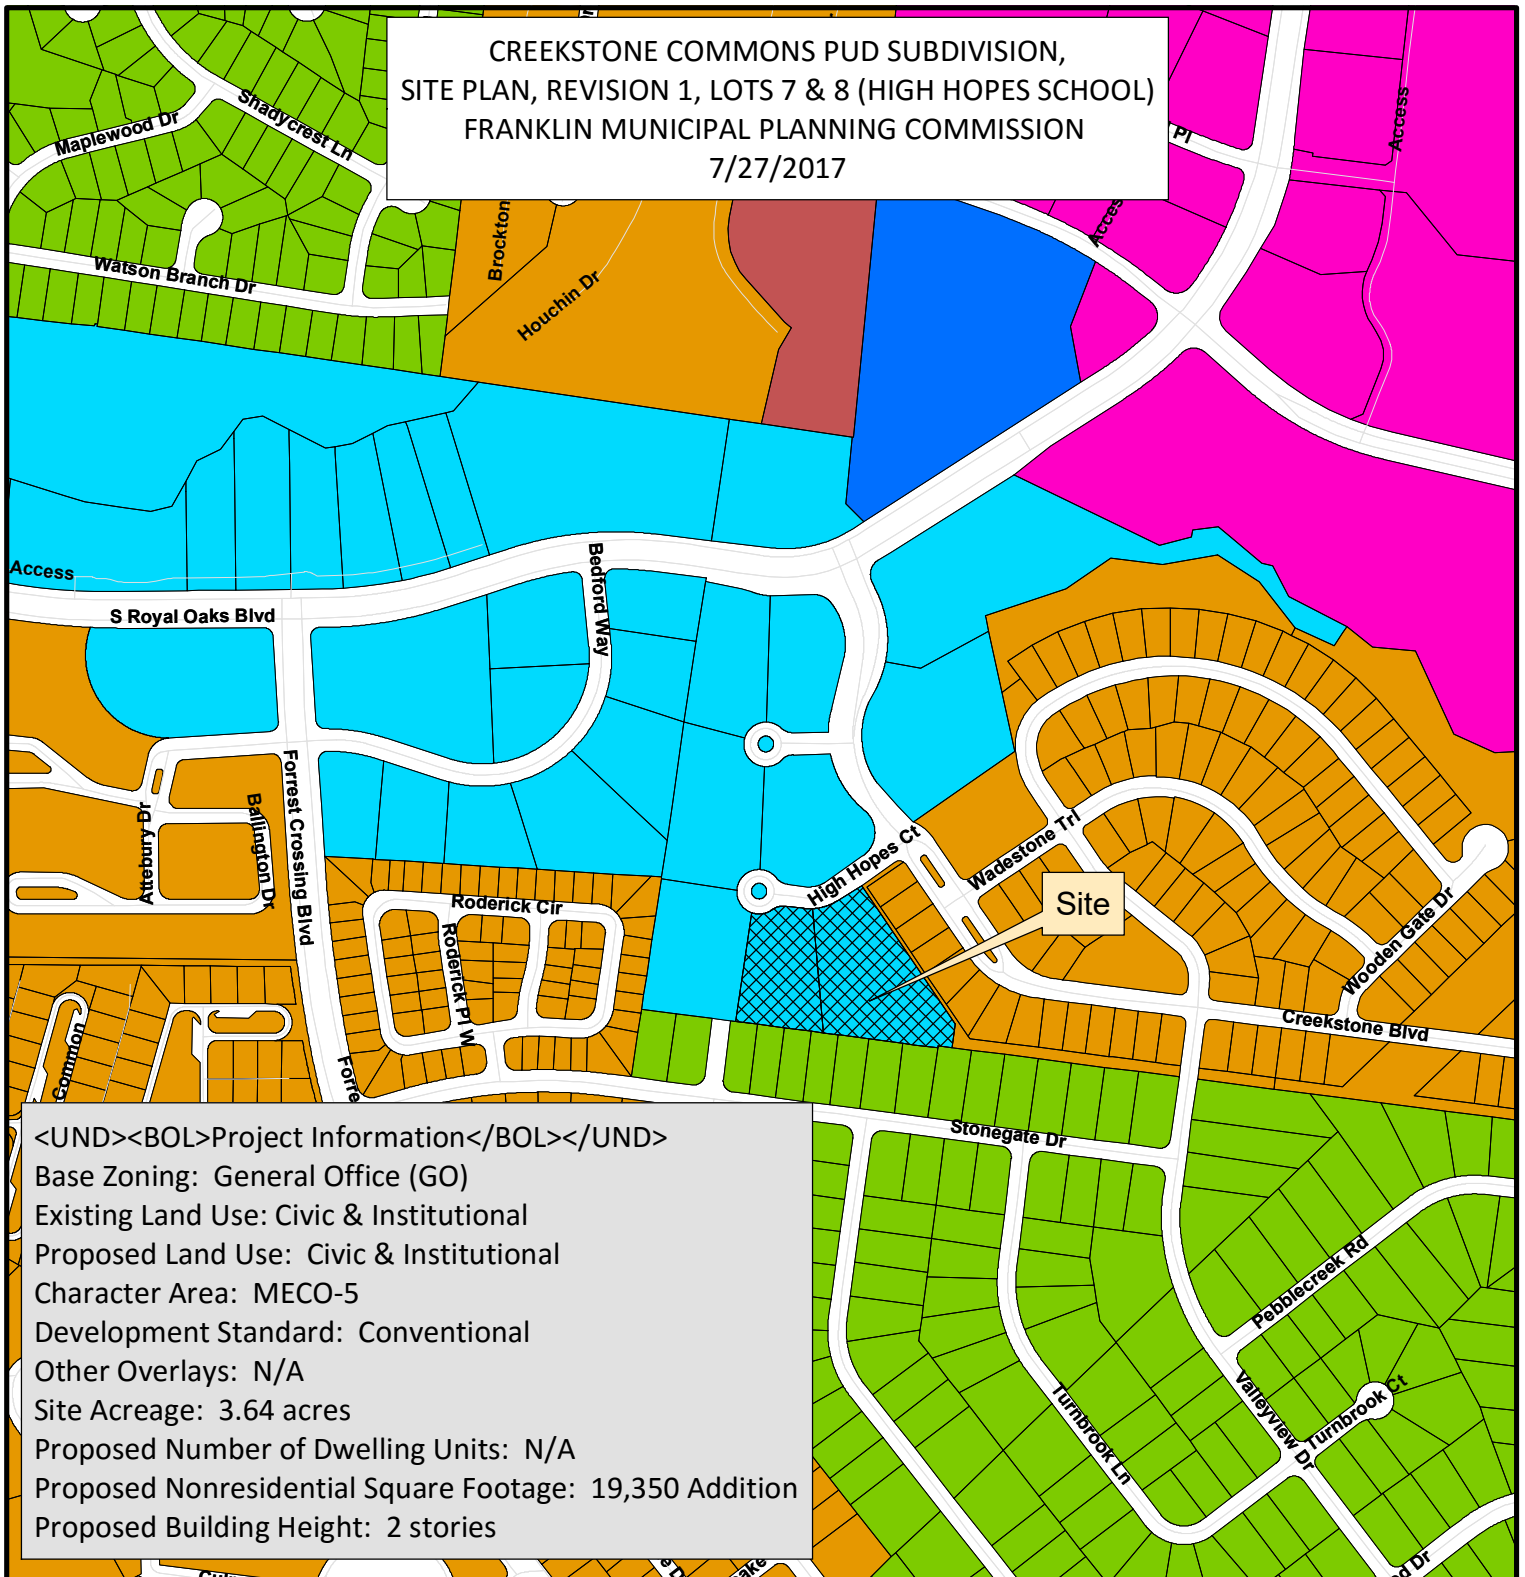 CREEKSTONE COMMONS PUD SUBDIVISION,
SITE PLAN, REVISION 1, LOTS 7 & 8 (HIGH HOPES SCHOOL)
FRANKLIN MUNICIPAL PLANNING COMMISSION
7/27/2017
Shadycrest Ln
Maplewood Dr
Pl
Access
Acces
Brockton
Watson Branch Dr
Houchin Dr
Access
S Royal Oaks Blvd
Bedford Way
Forrest Crossing Blvd
Attebury Dr
Ballington Dr
High Hopes Ct
Wadestone Trl
Site
Roderick Cir
Roderick Pl W
Wooden Gate Dr
Creekstone Blvd
Common
Forre
Stonegate Dr
<UND><BOL>Project Information</BOL></UND>
Base Zoning: General Office (GO)
Existing Land Use: Civic & Institutional
Proposed Land Use: Civic & Institutional
Character Area: MECO-5
Development Standard: Conventional
Other Overlays: N/A
Site Acreage: 3.64 acres
Proposed Number of Dwelling Units: N/A
Proposed Nonresidential Square Footage: 19,350 Addition
Proposed Building Height: 2 stories
Pebblecreek Rd
Valleyview Dr
Turnbrook Ct
Turnbrook Ln